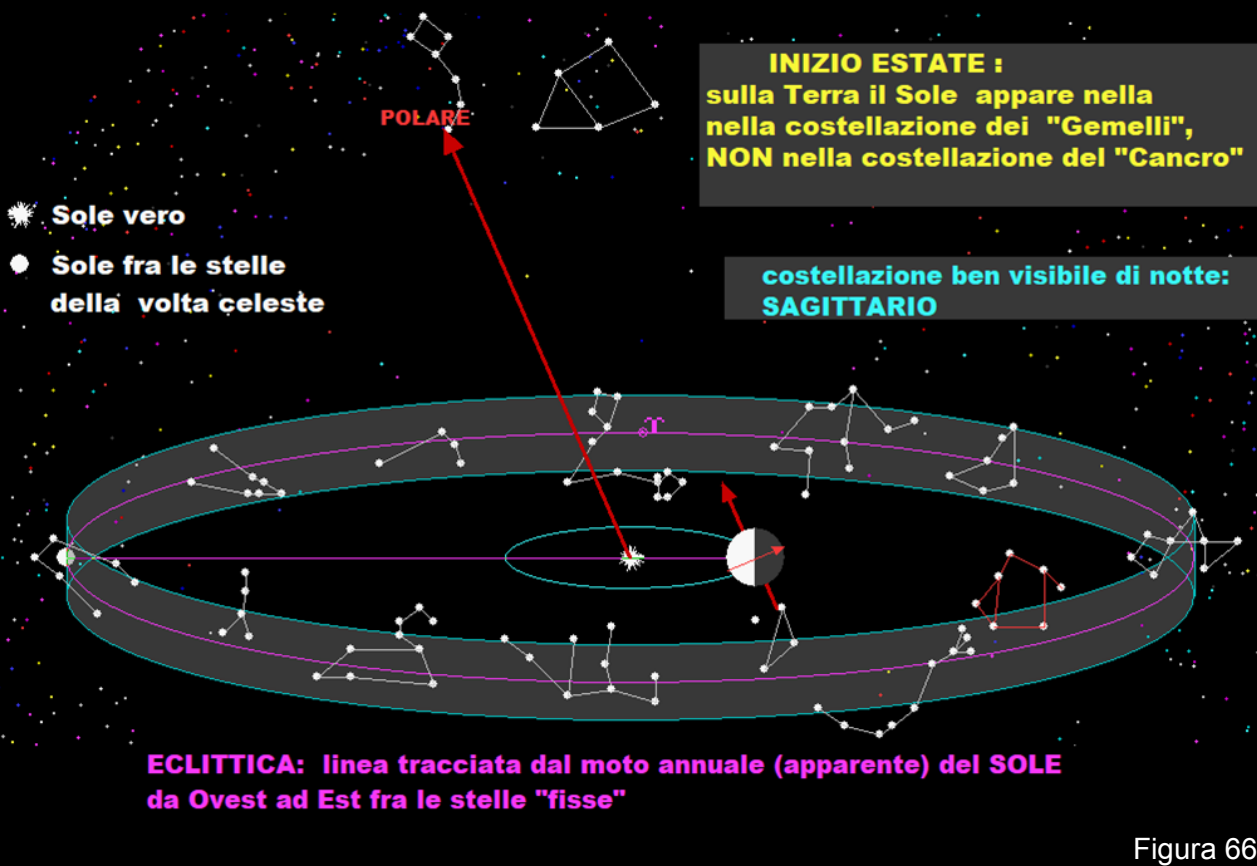 POLARE
INIZIO ESTATE :
sulla Terra il Sole appare nella
nella costellazione dei "Gemelli",
NON nella costellazione del "Cancro"
Sole vero
Sole fra le stelle
della volta celeste
costellazione ben visibile di notte:
SAGITTARIO
♈
ECLITTICA: linea tracciata dal moto annuale (apparente) del SOLE
da Ovest ad Est fra le stelle "fisse"
Figura 66